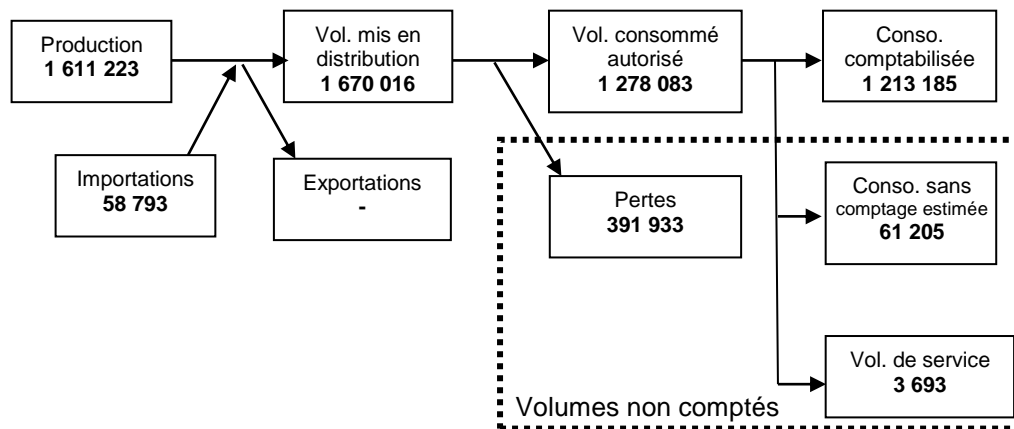 Production
1 611 223
Vol. mis en
distribution
1 670 016
Vol. consommé
autorisé
1 278 083
Conso.
comptabilisée
1 213 185
Importations
58 793
Exportations
-
Pertes
391 933
Conso. sans
comptage estimée
61 205
Vol. de service
3 693
Volumes non comptés